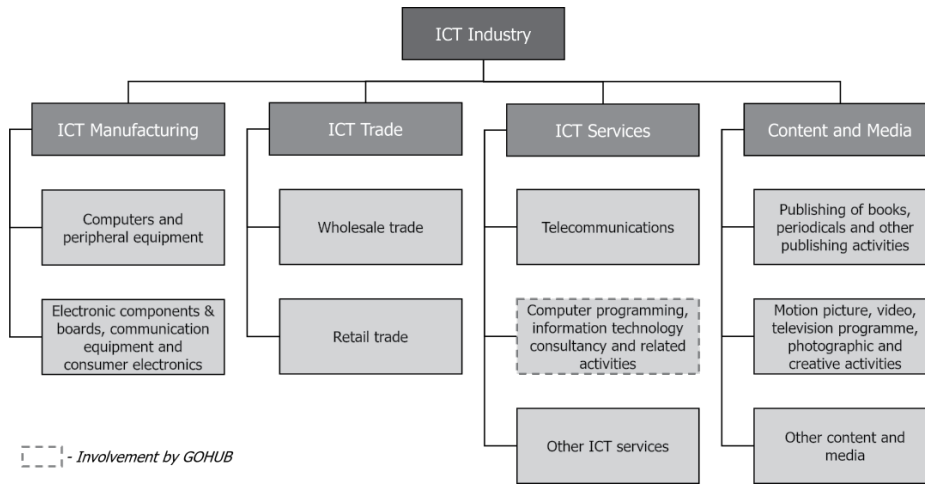 ICT Industry
ICT Manufacturing
ICT Trade
ICT Services
Content and Media
Computers and
peripheral equipment
Wholesale trade
Telecommunications
Publishing of books,
periodicals and other
publishing activities
Electronic components &
boards, communication
equipment and
consumer electronics
Retail trade
Computer programming,
information technology
consultancy and related
activities
Motion picture, video,
television programme,
photographic and
creative activities
Other ICT services
Other content and
media
- Involvement by GOHUB